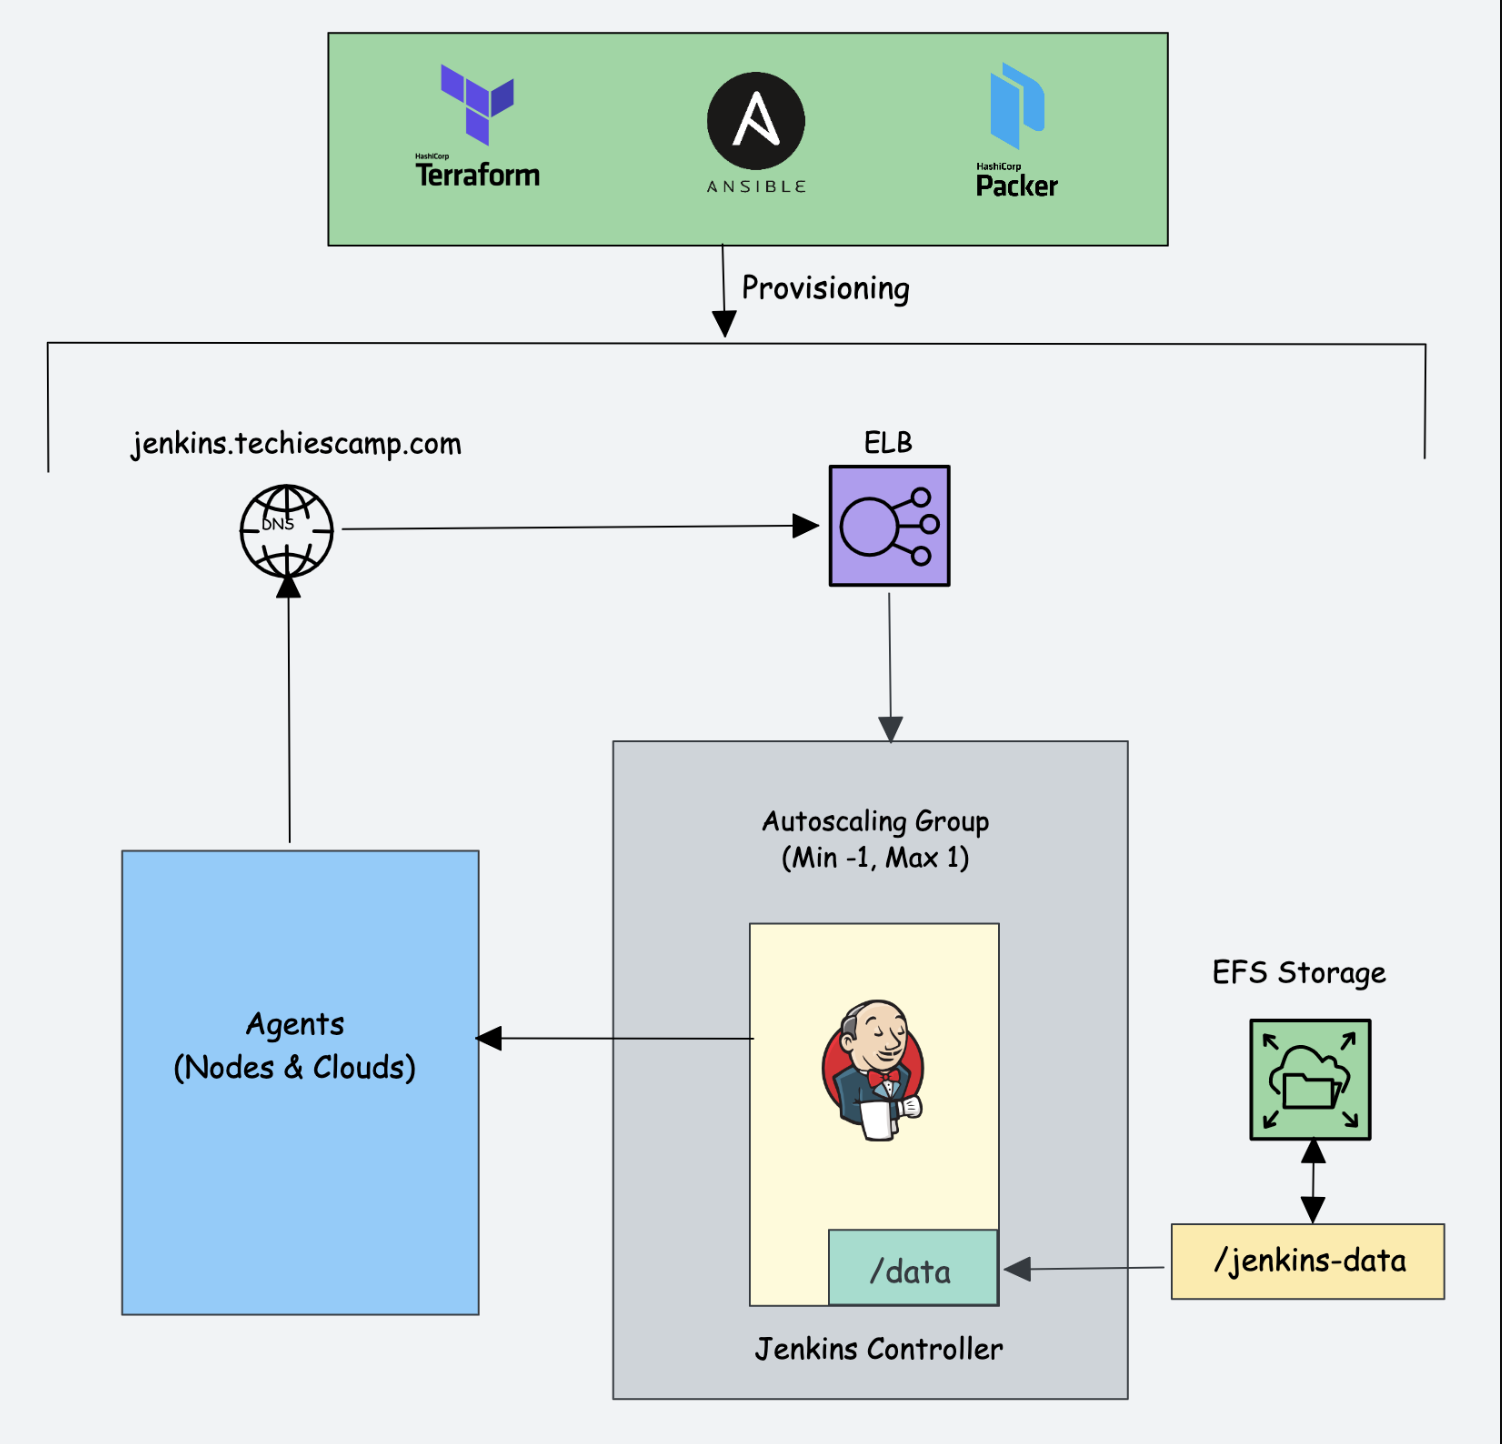 HashiCorp
Terraform
ANSIBLE
HashiCorp
Packer
Provisioning
jenkins.techiescamp.com
DNS
ELB
Autoscaling Group
(Min -1, Max 1)
Agents
(Nodes & Clouds)
EFS Storage
/data
/jenkins-data
Jenkins Controller